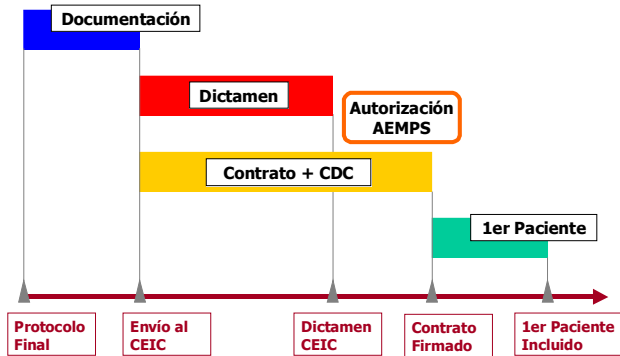 Documentación
Dictamen
Autorización
AEMPS
Contrato + CDC
1er Paciente
Protocolo
Final
Envío al
CEIC
Dictamen
CEIC
Contrato
Firmado
1er Paciente
Incluido